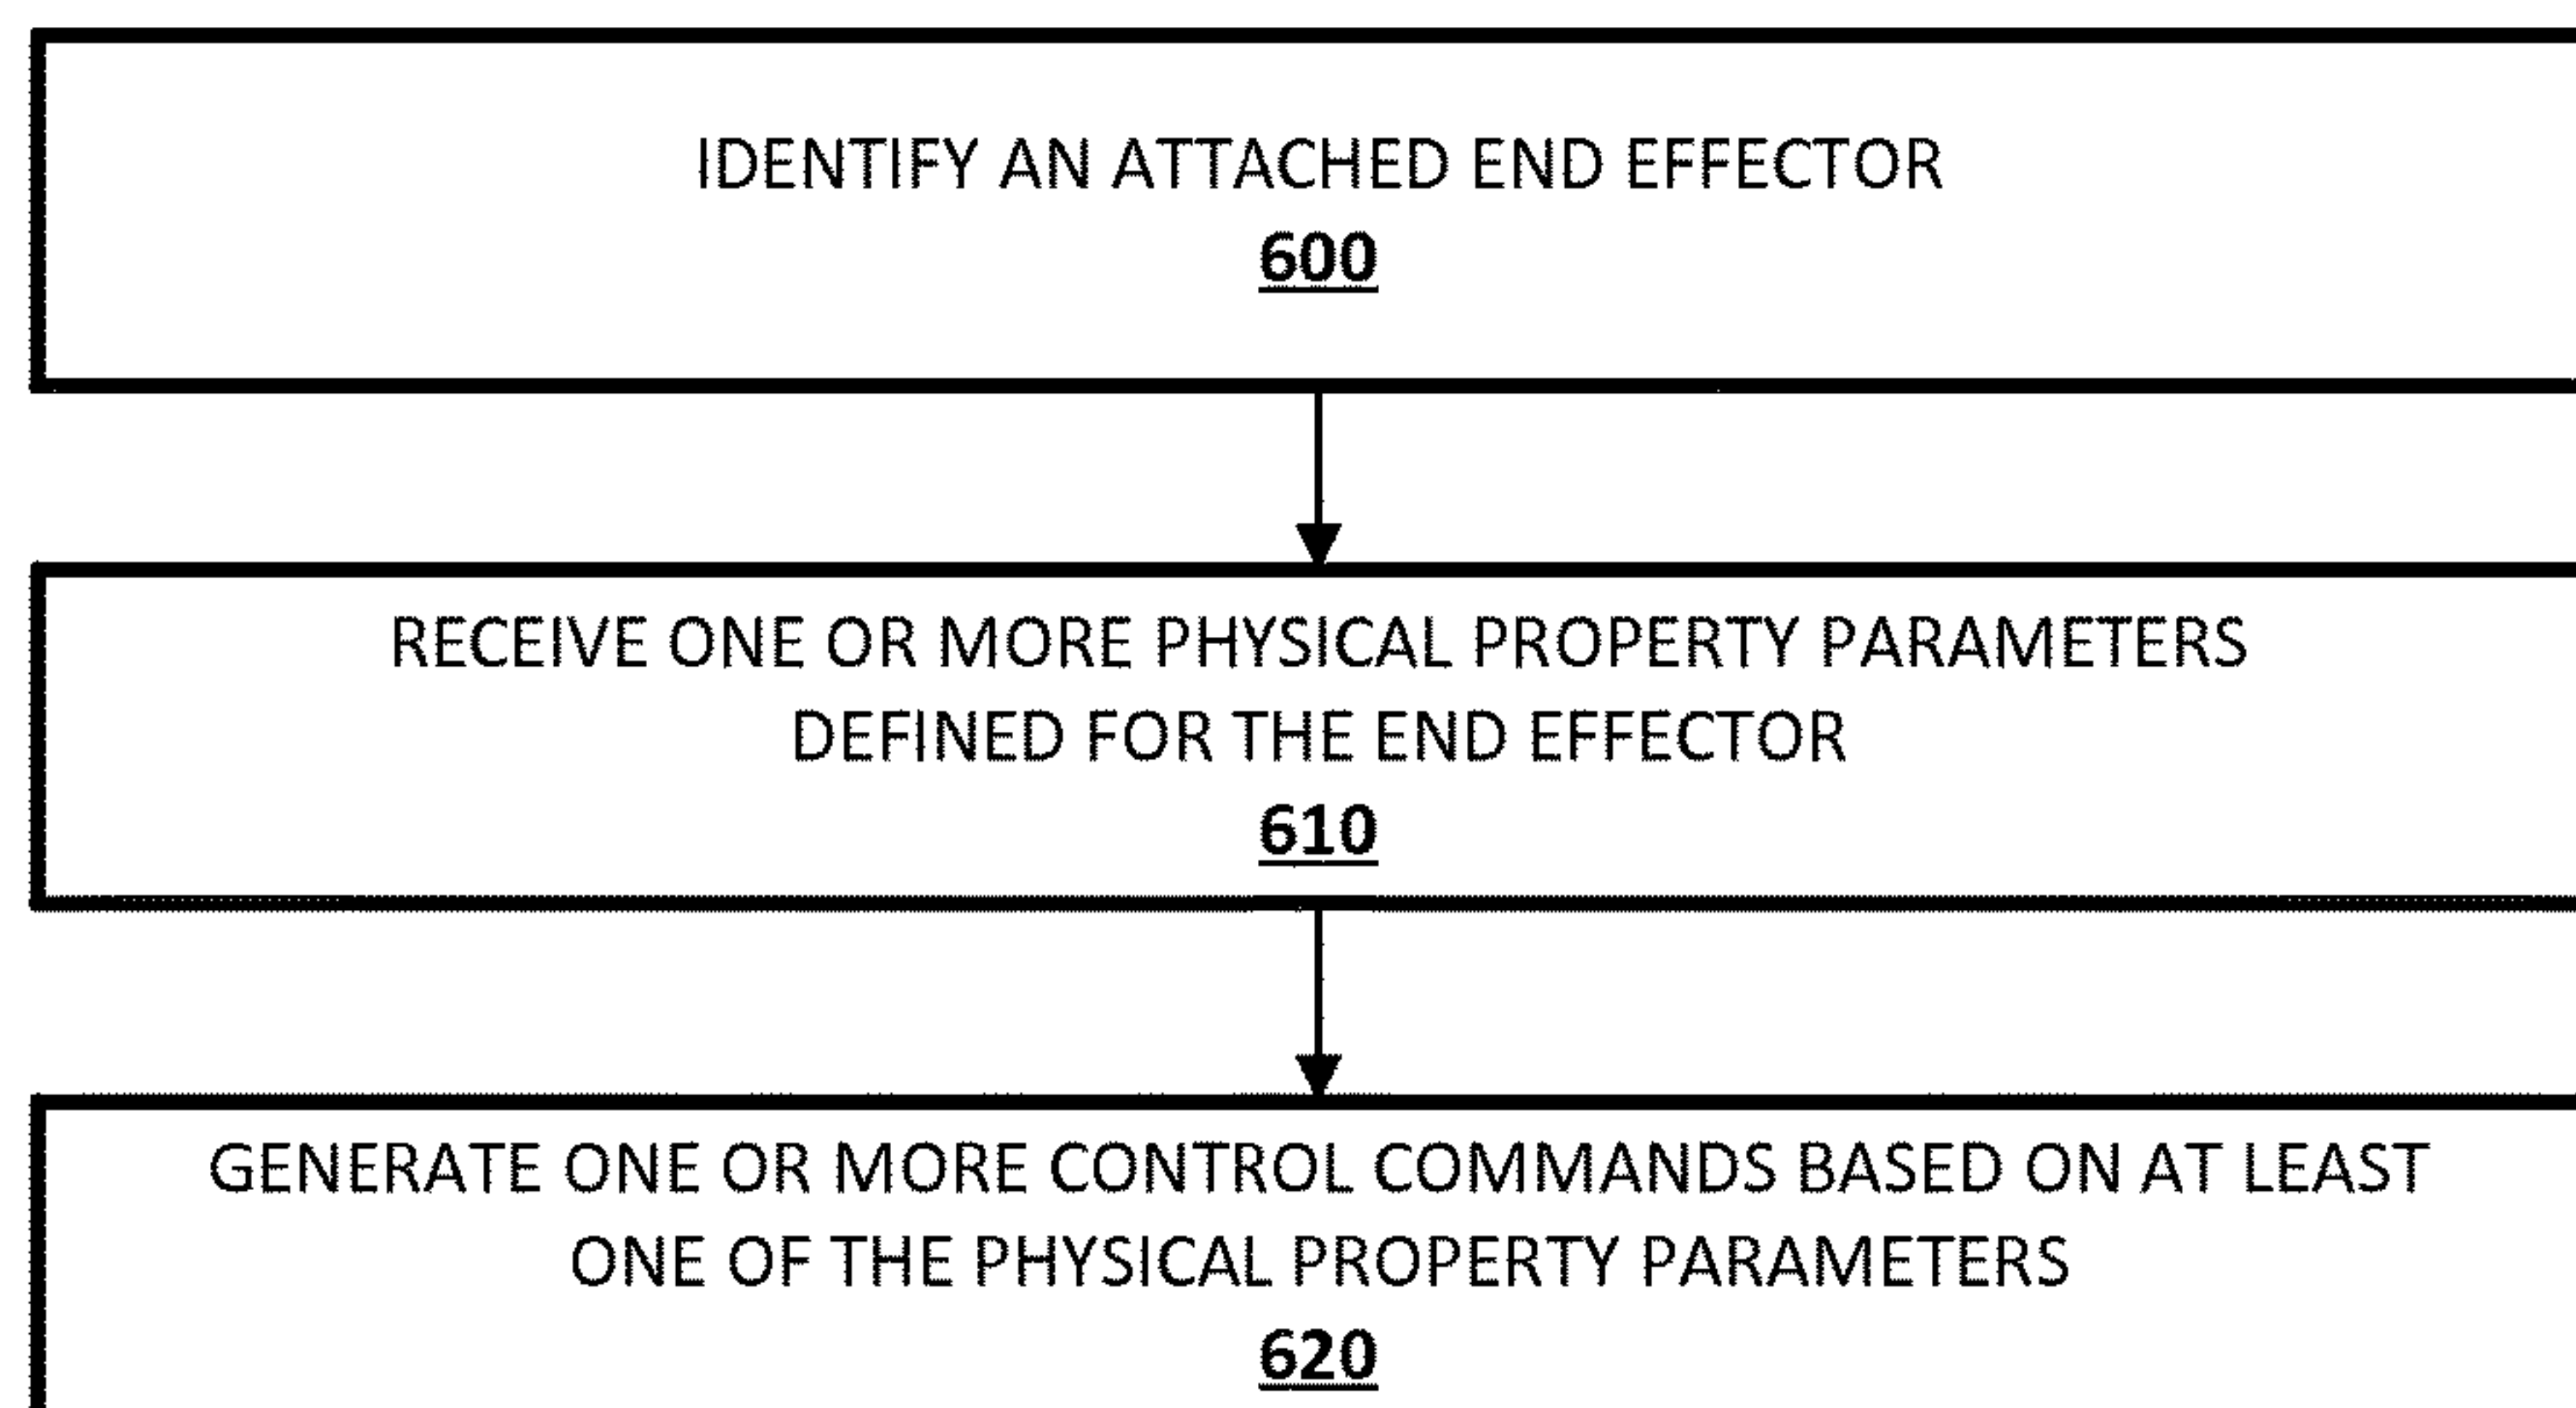 IDENTIFY AN ATTACHED END EFFECTOR
600
RECEIVE ONE OR MORE PHYSICAL PROPERTY PARAMETERS
DEFINED FOR THE END EFFECTOR
610
GENERATE ONE OR MORE CONTROL COMMANDS BASED ON AT LEAST
ONE OF THE PHYSICAL PROPERTY PARAMETERS
620